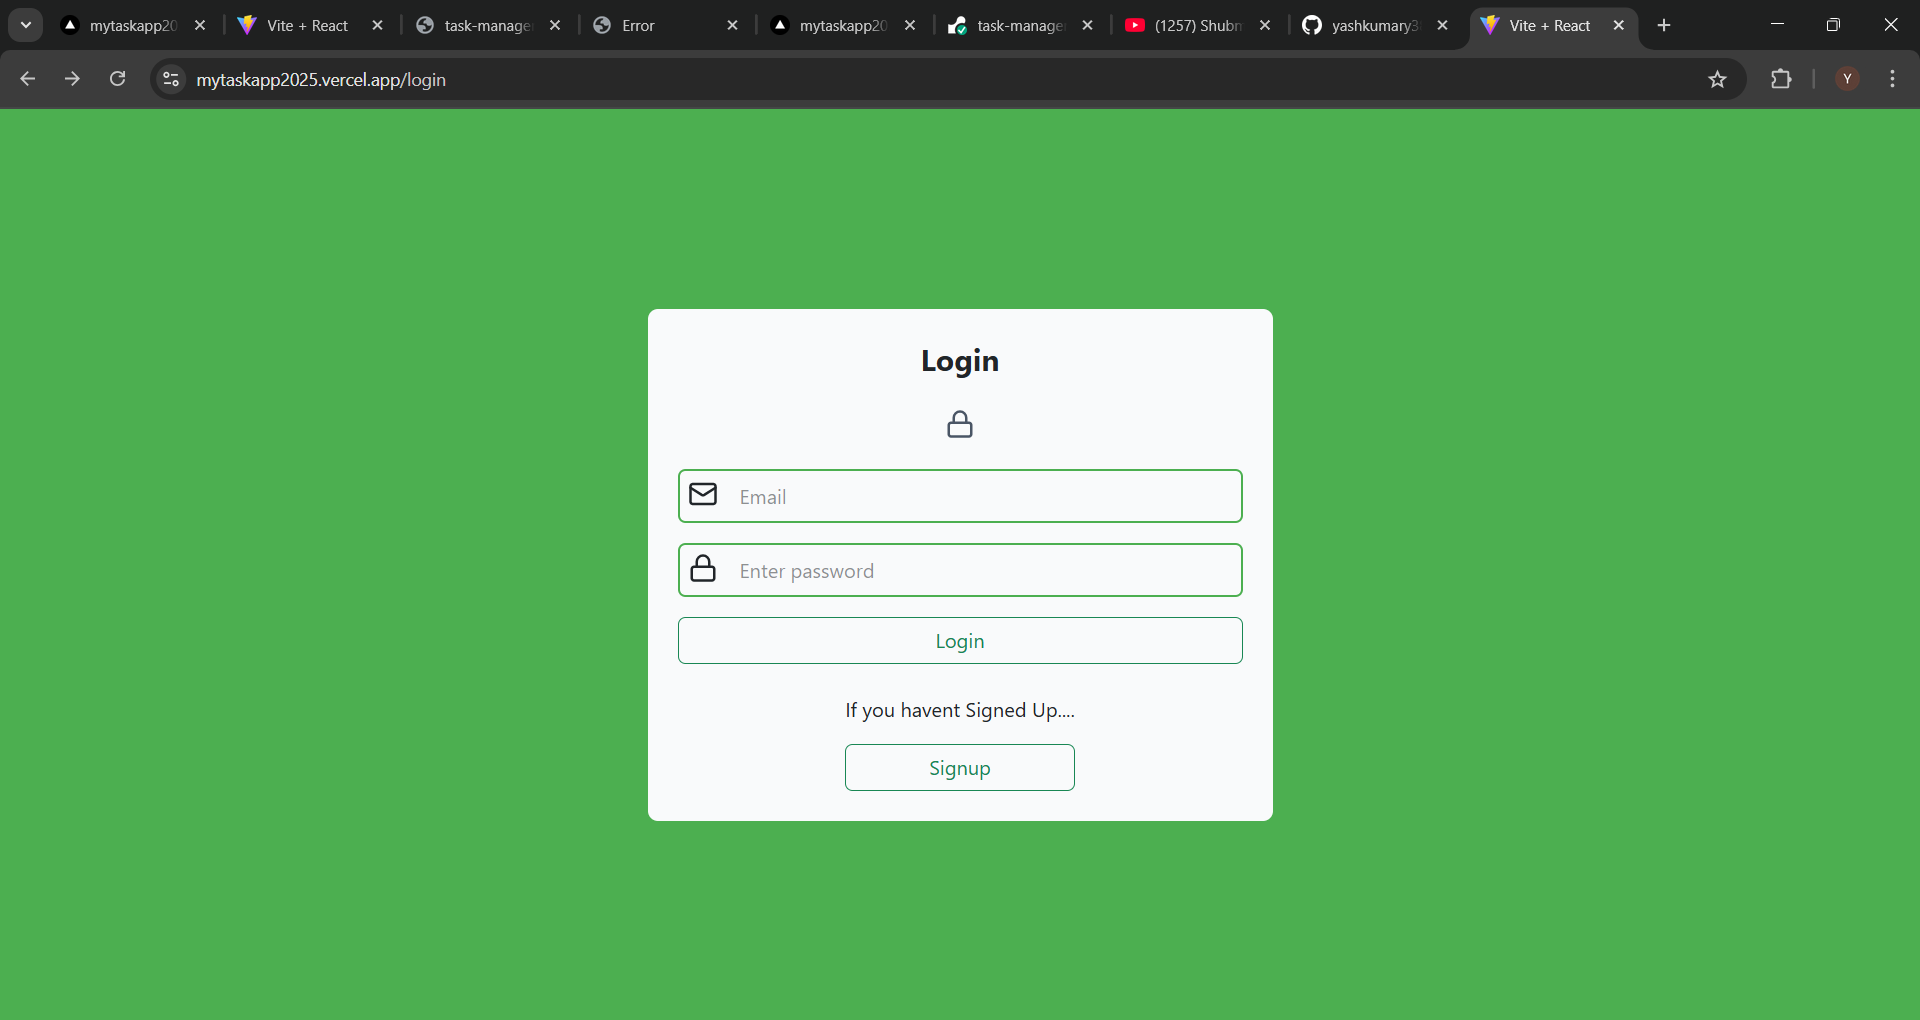 mytaskapp20
Vite + React
task-manage
Error
mytaskapp20
task-manage
(1257) Shubn
yashkumary3
Vite + React
mytaskapp2025.vercel.app/login
Y
Login
Email
Enter password
Login
If you havent Signed Up....
Signup